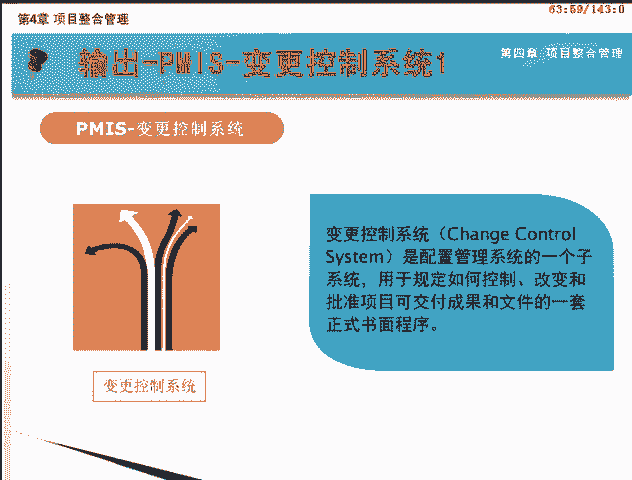 第4章 项目整合管理
63:59/143:0
输出-PMIS-变更控制系统1
第四章 项目整合管理
PMIS-变更控制系统
变更控制系统（Change Control
System）是配置管理系统的一个子
系统，用于规定如何控制、改变和
批准项目可交付成果和文件的一套
正式书面程序。
变更控制系统